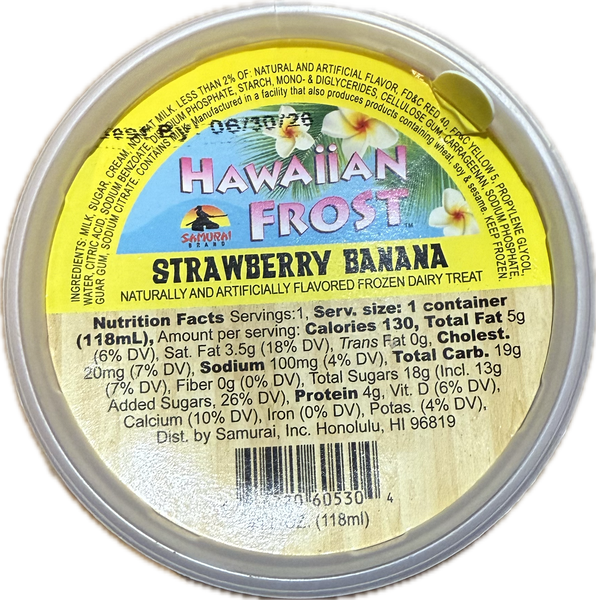 INGREDIENTS: MILK, SUGAR, CREAM, NONFAT MILK, LESS THAN 2% OF: NATURAL AND ARTIFICIAL FLAVOR, FD&C RED 40, FD&C YELLOW 5, PROPYLENE GLYCOL,
WATER, CITRIC ACID, SODIUM BENZOATE, PHOSPHATE, STARCH, MONO- & DIGLYCERIDES, CELLULOSE GUM, CARRAGEENAN, SODIUM PHOSPHATE,
GUAR GUM, SODIUM CITRATE. CONTAINS Manufactured in a facility that also produces products containing wheat, soy & sesame. KEEP FROZEN.
By
HAWAIIAN
FROST™
SAMURAI
BRAND
STRAWBERRY BANANA
NATURALLY AND ARTIFICIALLY FLAVORED FROZEN DAIRY TREAT
Nutrition Facts Servings:1, Serv. size: 1 container
(118mL), Amount per serving: Calories 130, Total Fat 5g
(6% DV), Sat. Fat 3.5g (18% DV), Trans Fat 0g, Cholest.
20mg (7% DV), Sodium 100mg (4% DV), Total Carb. 19g
(7% DV), Fiber 0g (0% DV), Total Sugars 18g (Incl. 13g
Added Sugars, 26% DV), Protein 4g, Vit. D (6% DV),
Calcium (10% DV), Iron (0% DV), Potas. (4% DV),
Dist. by Samurai, Inc. Honolulu, HI 96819
60530 4
OZ. (118ml)